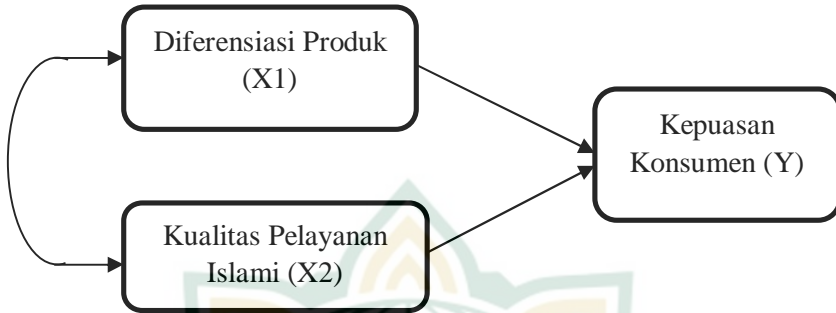 Diferensiasi Produk
(X1)
Kualitas Pelayanan
Islami (X2)
Kepuasan
Konsumen (Y)